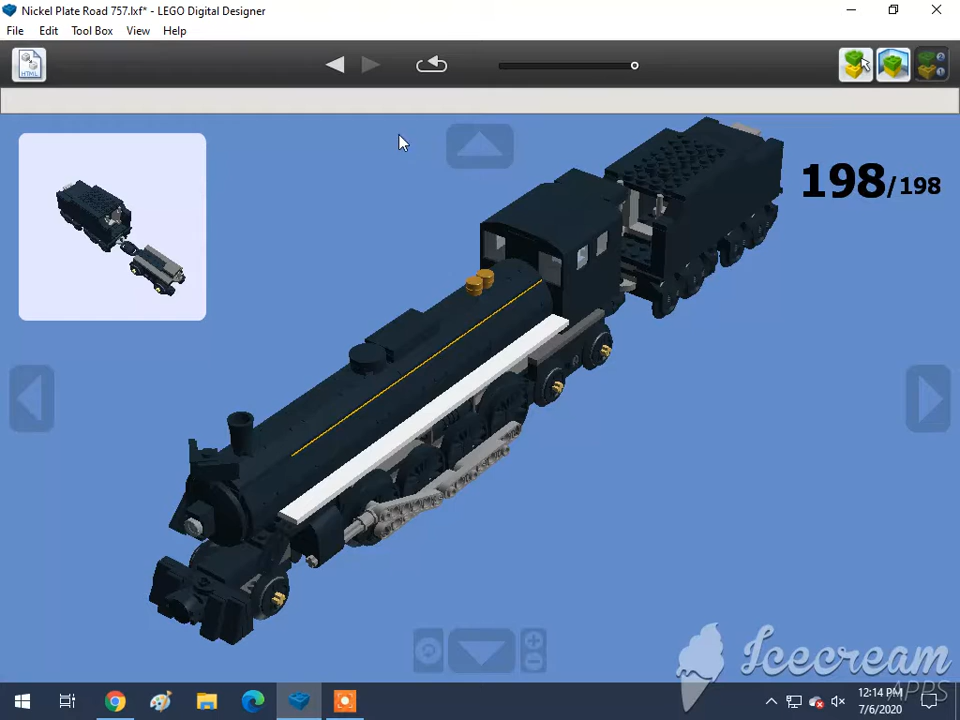 Nickel Plate Road 757.lxf* - LEGO Digital Designer
File Edit Tool Box View Help
HTML
198/198
Icecream
APPS
12:14 PM
7/6/2020